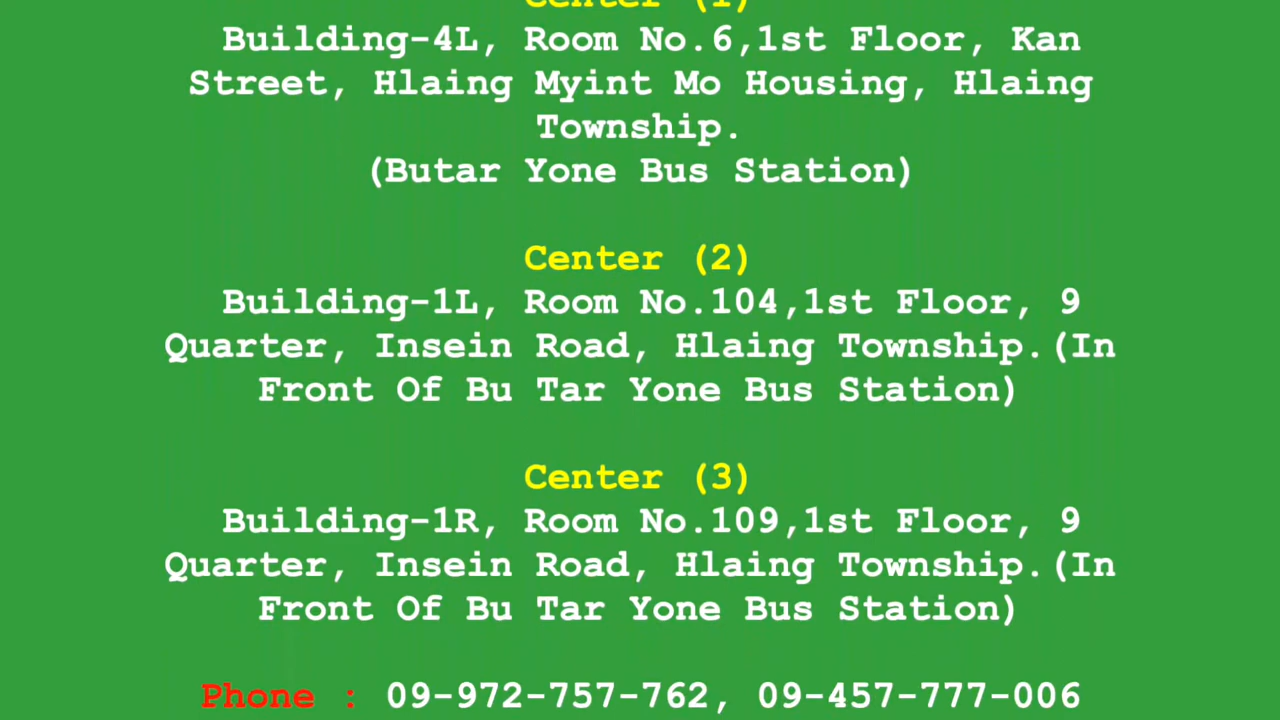 Center (1)
Building-4L, Room No.6,1st Floor, Kan
Street, Hlaing Myint Mo Housing, Hlaing
Township.
(Butar Yone Bus Station)
Center (2)
Building-1L, Room No.104,1st Floor, 9
Quarter, Insein Road, Hlaing Township.(In
Front Of Bu Tar Yone Bus Station)
Center (3)
Building-1R, Room No.109,1st Floor, 9
Quarter, Insein Road, Hlaing Township.(In
Front Of Bu Tar Yone Bus Station)
Phone : 09-972-757-762, 09-457-777-006